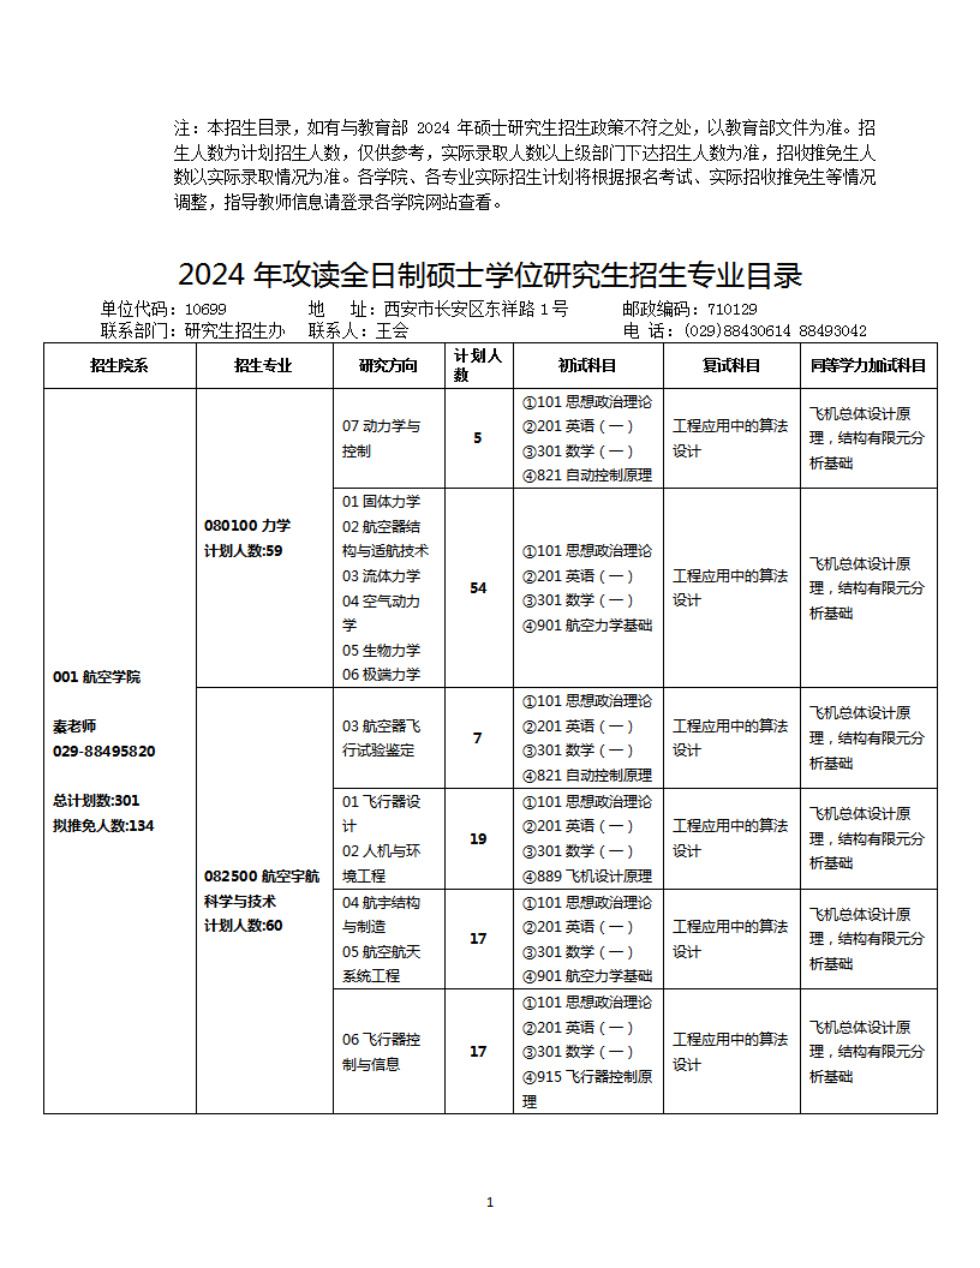 注：本招生目录，如有与教育部 2024 年硕士研究生招生政策不符之处，以教育部文件为准。招
生人数为计划招生人数，仅供参考，实际录取人数以上级部门下达招生人数为准，招收推免生人
数以实际录取情况为准。各学院、各专业实际招生计划将根据报名考试、实际招收推免生等情况
调整，指导教师信息请登录各学院网站查看。
2024 年攻读全日制硕士学位研究生招生专业目录
单位代码：10699 地 址：西安市长安区东祥路 1 号 邮政编码：710129
联系部门：研究生招生办 联系人：王会 电 话：(029)88430614 88493042
招生院系 招生专业 研究方向 计划人数 初试科目 复试科目 同等学力加试科目
001 航空学院
秦老师
029-88495820
总计划数:301
拟推免人数:134
080100 力学
计划人数:59
07 动力学与
控制
5
①101 思想政治理论
②201 英语（一）
③301 数学（一）
④821 自动控制原理
工程应用中的算法
设计
飞机总体设计原
理，结构有限元分
析基础
01 固体力学
02 航空器结
构与适航技术
03 流体力学
04 空气动力
学
05 生物力学
06 极端力学
54
①101 思想政治理论
②201 英语（一）
③301 数学（一）
④901 航空力学基础
工程应用中的算法
设计
飞机总体设计原
理，结构有限元分
析基础
082500 航空宇航
科学与技术
计划人数:60
03 航空器飞
行试验鉴定
7
①101 思想政治理论
②201 英语（一）
③301 数学（一）
④821 自动控制原理
工程应用中的算法
设计
飞机总体设计原
理，结构有限元分
析基础
01 飞行器设
计
02 人机与环
境工程
19
①101 思想政治理论
②201 英语（一）
③301 数学（一）
④889 飞机设计原理
工程应用中的算法
设计
飞机总体设计原
理，结构有限元分
析基础
04 航宇结构
与制造
05 航空航天
系统工程
17
①101 思想政治理论
②201 英语（一）
③301 数学（一）
④901 航空力学基础
工程应用中的算法
设计
飞机总体设计原
理，结构有限元分
析基础
06 飞行器控
制与信息
17
①101 思想政治理论
②201 英语（一）
③301 数学（一）
④915 飞行器控制原
理
工程应用中的算法
设计
飞机总体设计原
理，结构有限元分
析基础
1